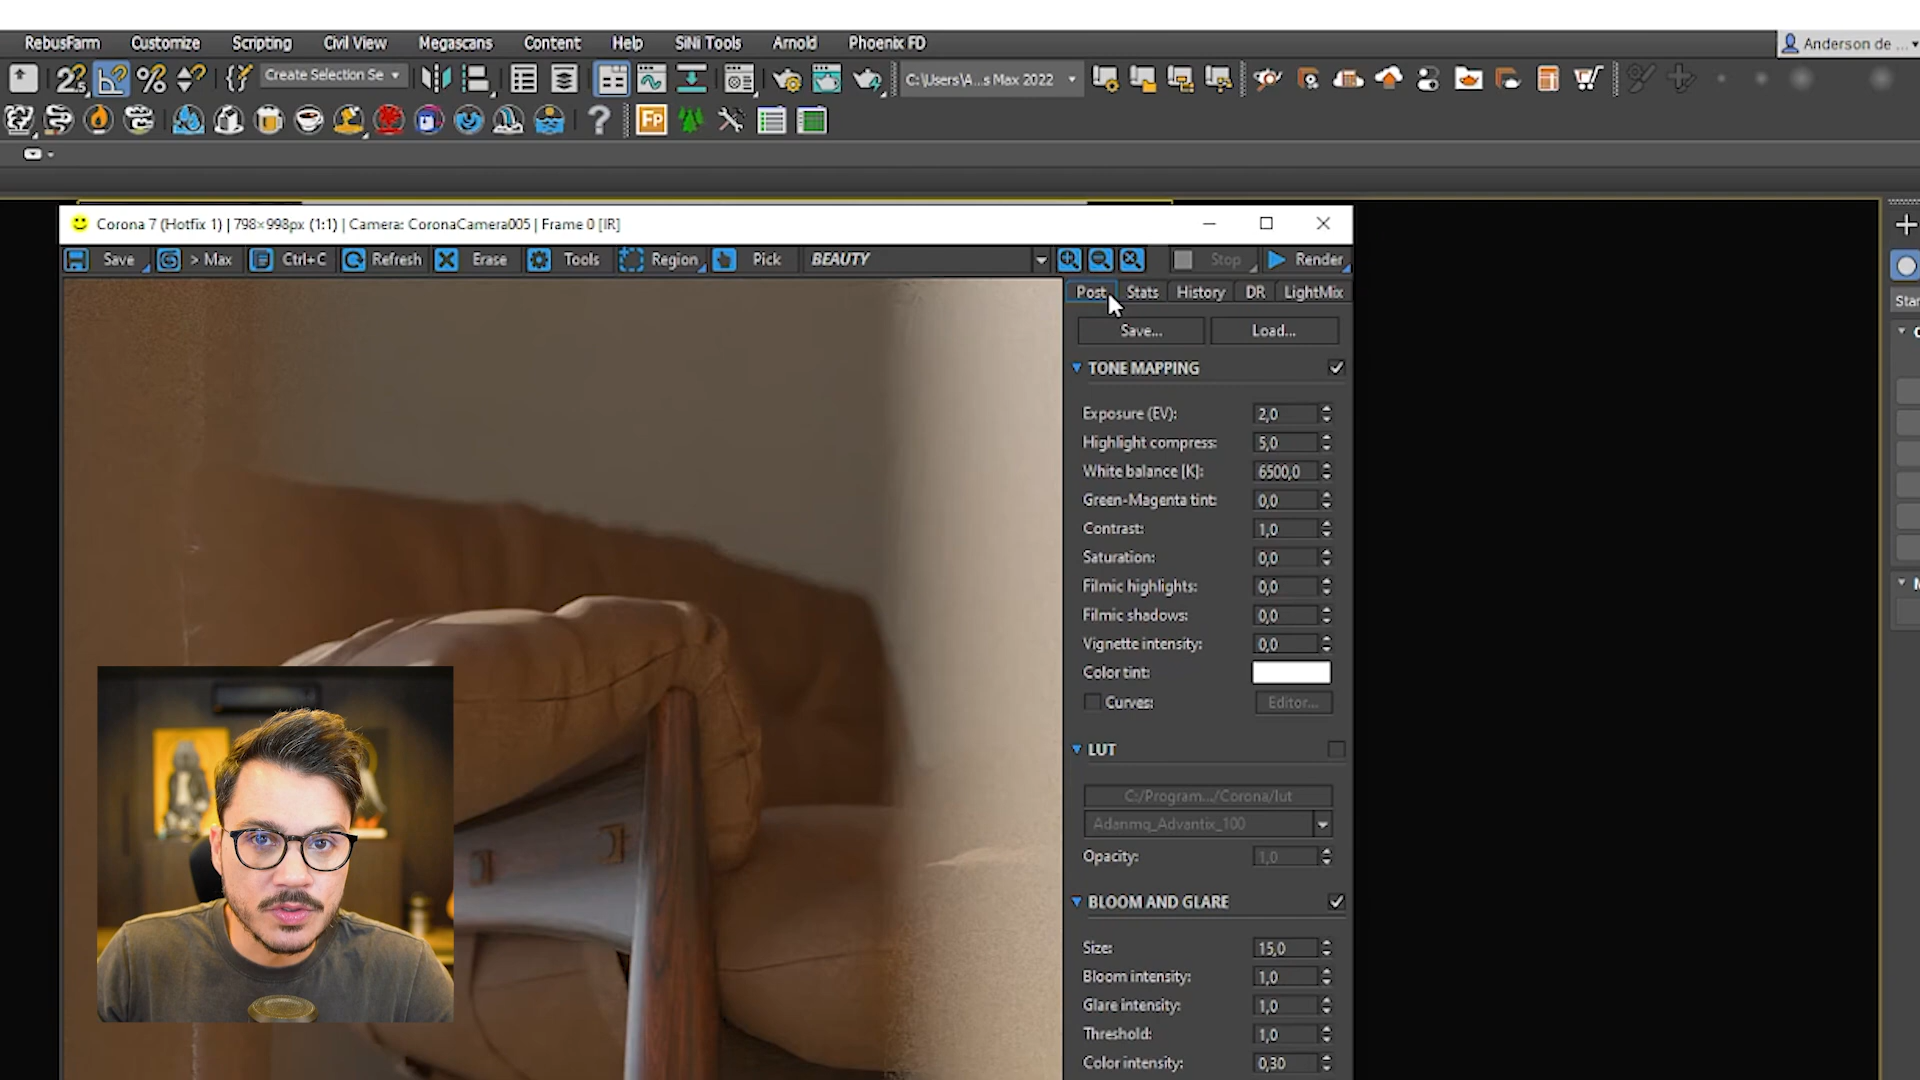 RebusFarm Customize Scripting Civil View Megascans Content Help SiNi Tools Arnold Phoenix FD Anderson de ...
Create Selection Se C:\Users\A...s Max 2022
FP
Corona 7 (Hotfix 1) | 798×998px (1:1) | Camera: CoronaCamera005 | Frame 0 [IR]
Save > Max Ctrl+C Refresh Erase Tools Region Pick BEAUTY Stop Render
Post Stats History DR LightMix
Save... Load...
TONE MAPPING
Exposure (EV): 2,0
Highlight compress: 5,0
White balance [K]: 6500,0
Green-Magenta tint: 0,0
Contrast: 1,0
Saturation: 0,0
Filmic highlights: 0,0
Filmic shadows: 0,0
Vignette intensity: 0,0
Color tint:
Curves: Editor...
LUT
C:/Program.../Corona/lut
Adanmq_Advantix_100
Opacity: 1,0
BLOOM AND GLARE
Size: 15,0
Bloom intensity: 1,0
Glare intensity: 1,0
Threshold: 1,0
Color intensity: 0,30